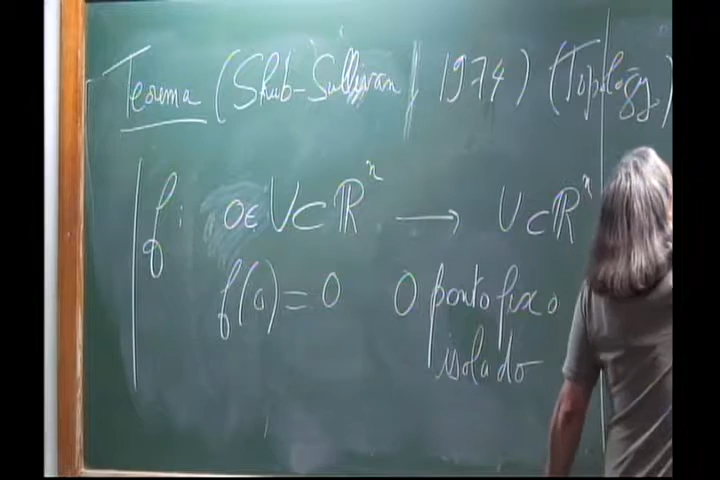 Teorema (Shub-Sullivan, 1974) (Topology)
f: 0∈U⊂ℝⁿ → U⊂ℝⁿ
f(0)=0 0 ponto fixo
isolado